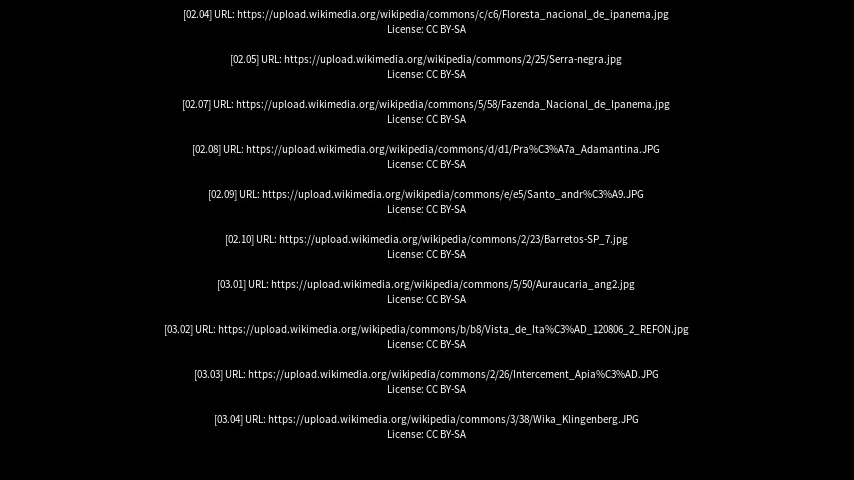 [02.04] URL: https://upload.wikimedia.org/wikipedia/commons/c/c6/Floresta_nacional_de_ipanema.jpg
License: CC BY-SA
[02.05] URL: https://upload.wikimedia.org/wikipedia/commons/2/25/Serra-negra.jpg
License: CC BY-SA
[02.07] URL: https://upload.wikimedia.org/wikipedia/commons/5/58/Fazenda_Nacional_de_Ipanema.jpg
License: CC BY-SA
[02.08] URL: https://upload.wikimedia.org/wikipedia/commons/d/d1/Pra%C3%A7a_Adamantina.JPG
License: CC BY-SA
[02.09] URL: https://upload.wikimedia.org/wikipedia/commons/e/e5/Santo_andr%C3%A9.JPG
License: CC BY-SA
[02.10] URL: https://upload.wikimedia.org/wikipedia/commons/2/23/Barretos-SP_7.jpg
License: CC BY-SA
[03.01] URL: https://upload.wikimedia.org/wikipedia/commons/5/50/Auraucaria_ang2.jpg
License: CC BY-SA
[03.02] URL: https://upload.wikimedia.org/wikipedia/commons/b/b8/Vista_de_Ita%C3%AD_120806_2_REFON.jpg
License: CC BY-SA
[03.03] URL: https://upload.wikimedia.org/wikipedia/commons/2/26/Intercement_Apia%C3%AD.JPG
License: CC BY-SA
[03.04] URL: https://upload.wikimedia.org/wikipedia/commons/3/38/Wika_Klingenberg.JPG
License: CC BY-SA